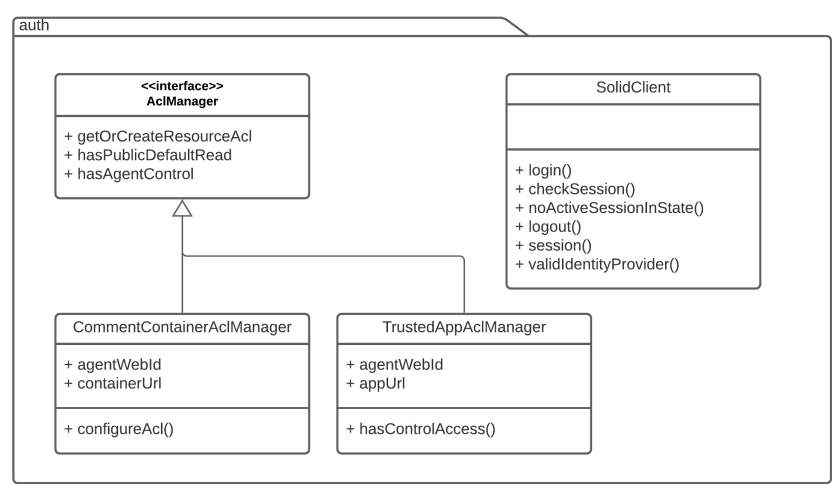 auth
<<interface>>
AclManager
+ getOrCreateResourceAcl
+ hasPublicDefaultRead
+ hasAgentControl
SolidClient
+ login()
+ checkSession()
+ noActiveSessionInState()
+ logout()
+ session()
+ validIdentityProvider()
CommentContainerAclManager
+ agentWebId
+ containerUrl
+ configureAcl()
TrustedAppAclManager
+ agentWebId
+ appUrl
+ hasControlAccess()